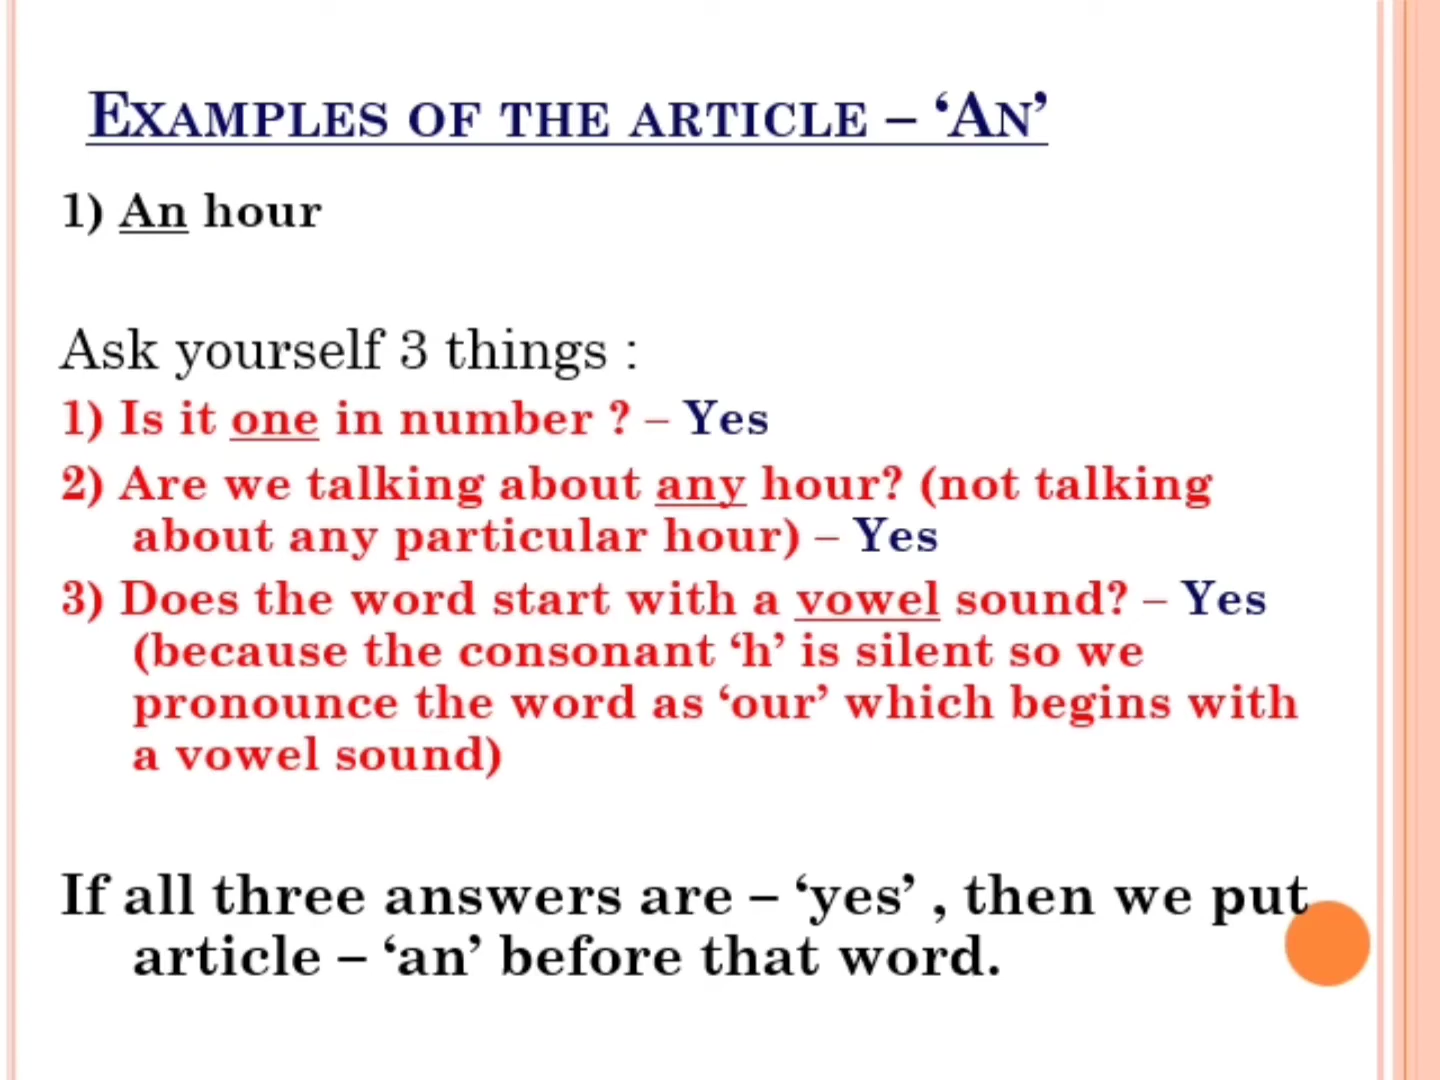 EXAMPLES OF THE ARTICLE – ‘AN’
1) An hour
Ask yourself 3 things :
1) Is it one in number ? – Yes
2) Are we talking about any hour? (not talking
about any particular hour) – Yes
3) Does the word start with a vowel sound? – Yes
(because the consonant ‘h’ is silent so we
pronounce the word as ‘our’ which begins with
a vowel sound)
If all three answers are – ‘yes’ , then we put
article – ‘an’ before that word.